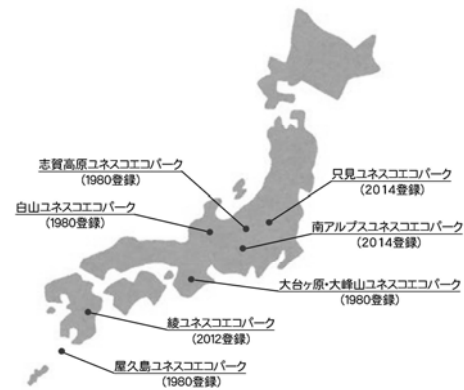 志賀高原ユネスコエコパーク
(1980登録)
只見ユネスコエコパーク
(2014登録)
白山ユネスコエコパーク
(1980登録)
南アルプスユネスコエコパーク
(2014登録)
大台ヶ原・大峰山ユネスコエコパーク
(1980登録)
綾ユネスコエコパーク
(2012登録)
屋久島ユネスコエコパーク
(1980登録)